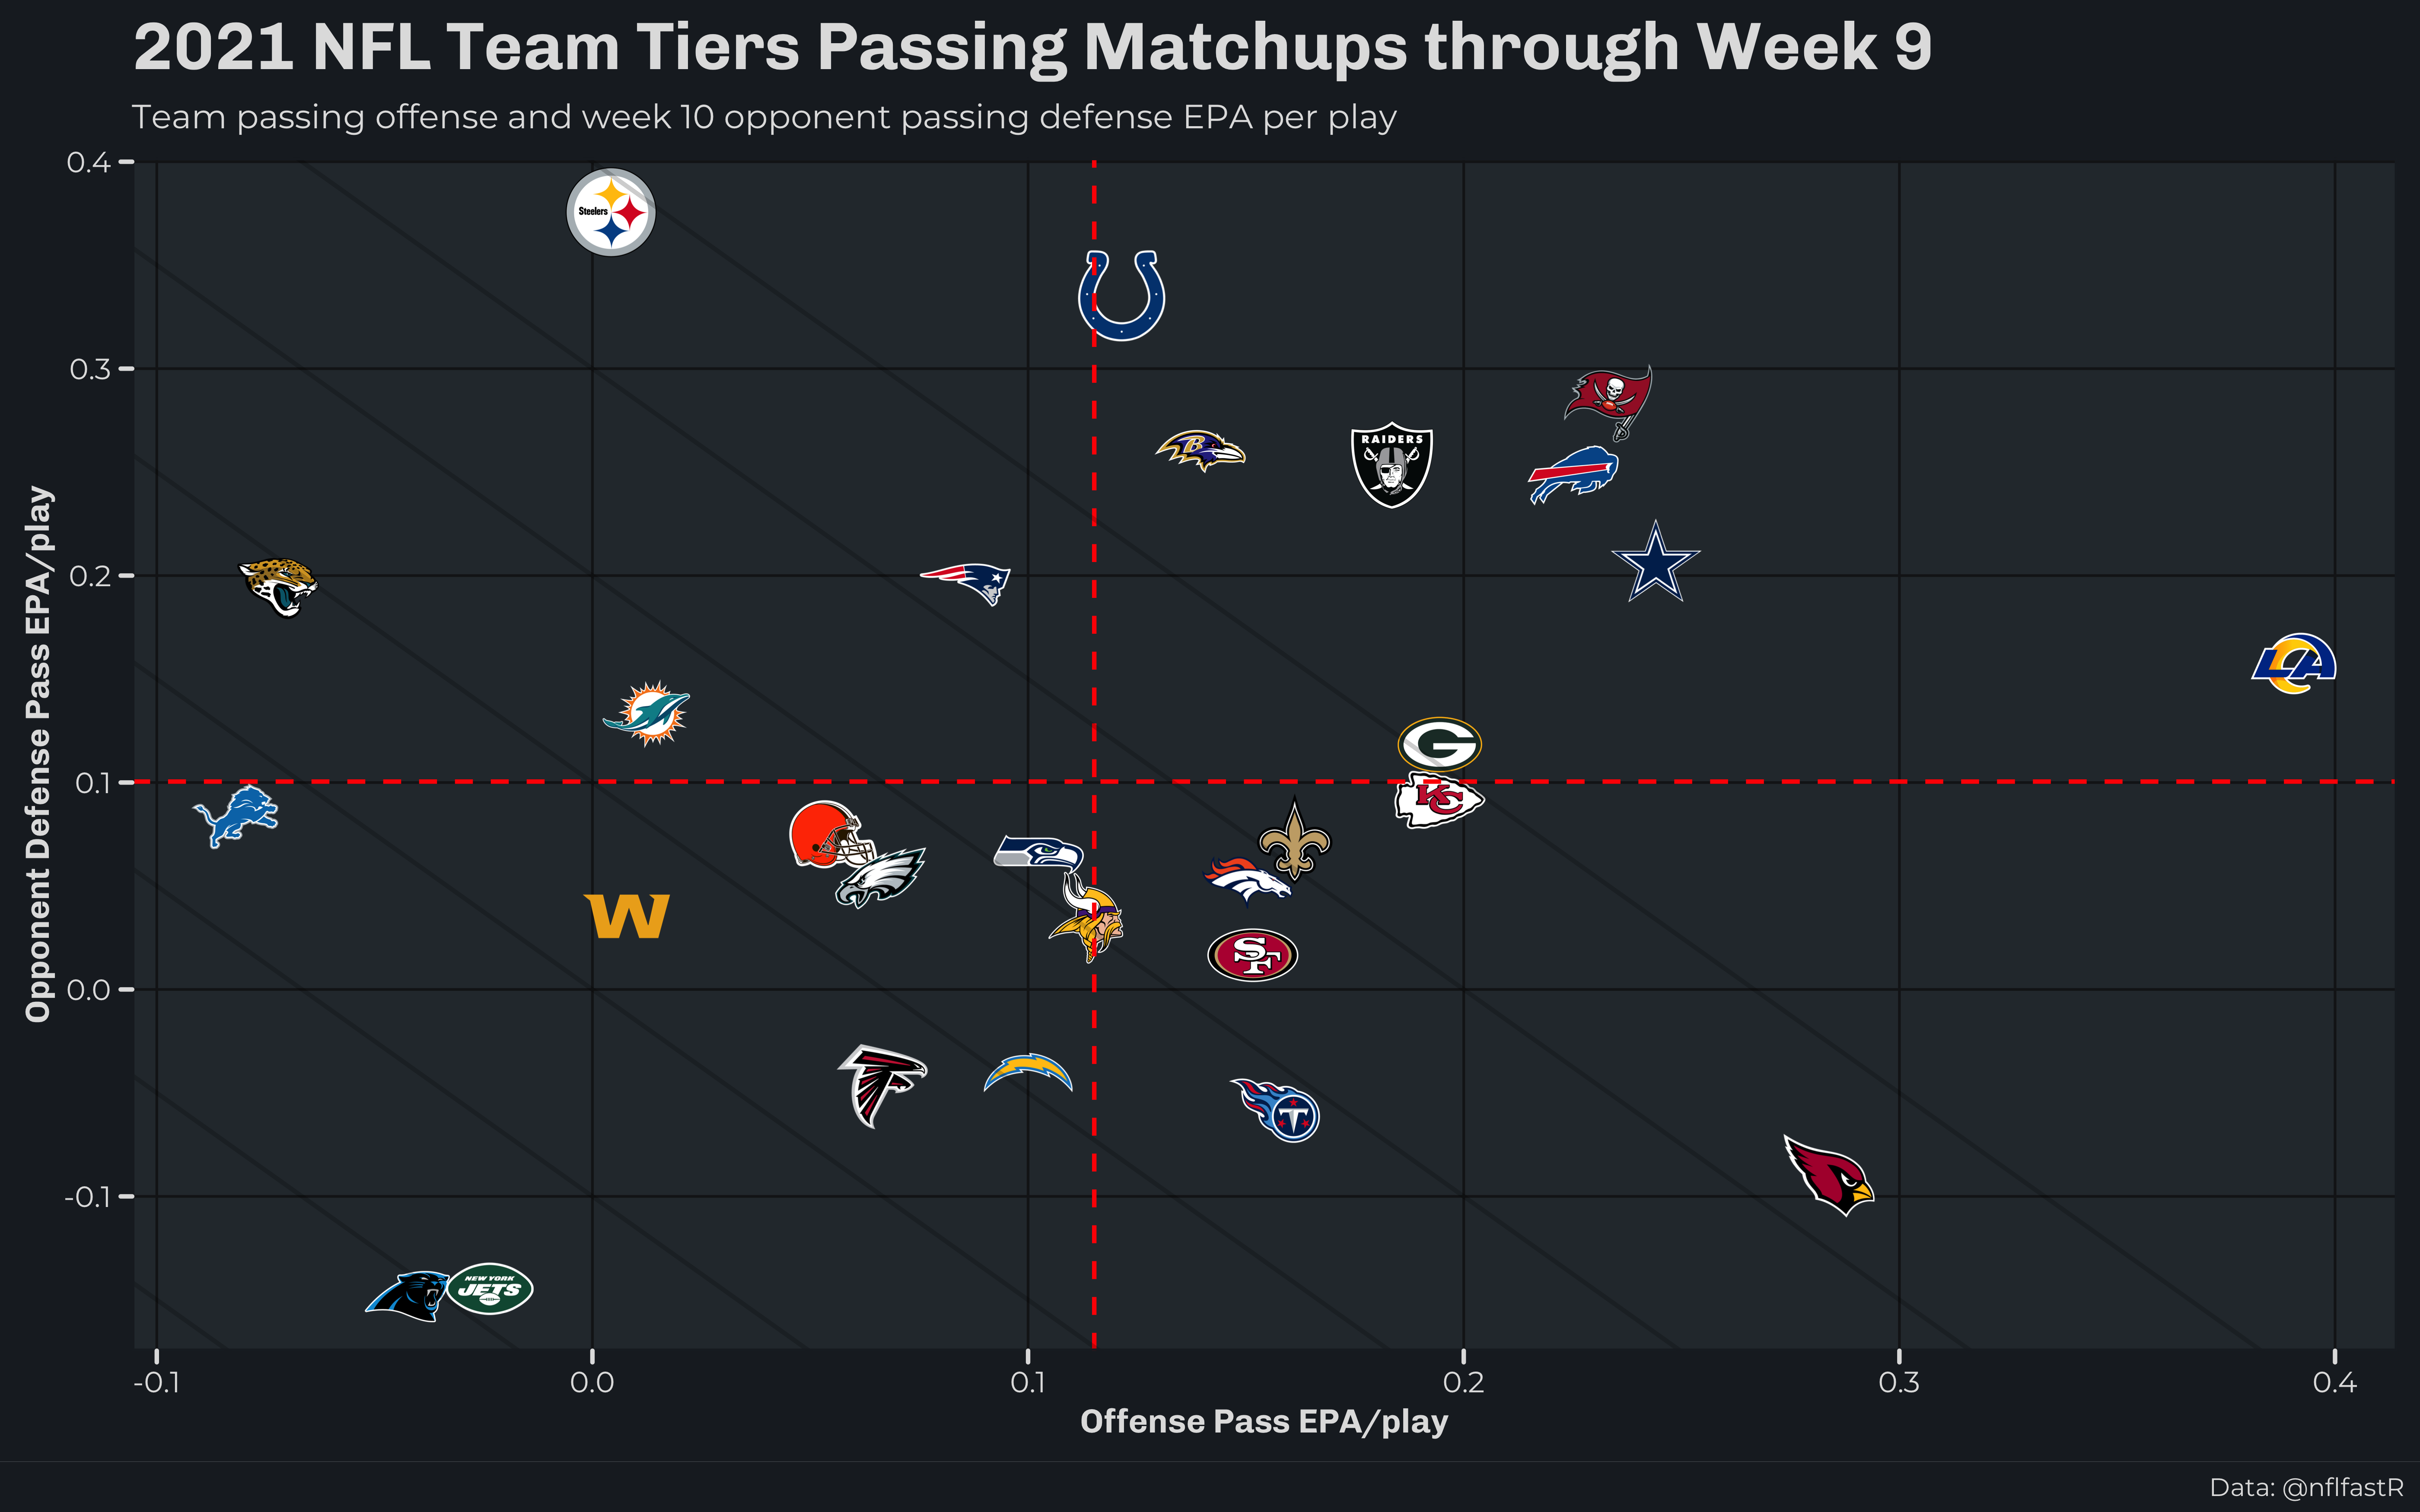 2021 NFL Team Tiers Passing Matchups through Week 9
Team passing offense and week 10 opponent passing defense EPA per play
Opponent Defense Pass EPA/play
0.4
0.3
0.2
0.1
0.0
-0.1
Steelers
B
RAIDERS
LA
G
KC
W
SF
T
NEW YORK
JETS
-0.1
0.0
0.1
0.2
0.3
0.4
Offense Pass EPA/play
Data: @nflfastR